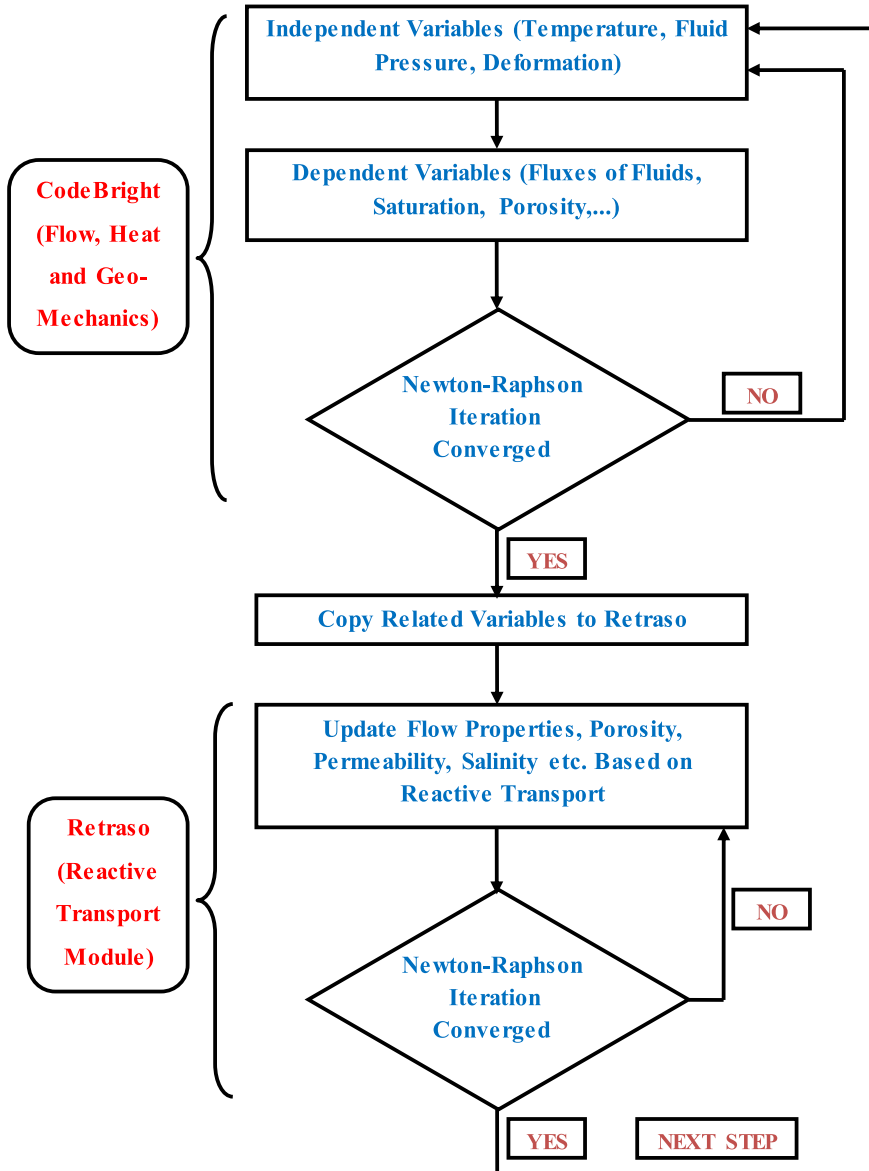 Independent Variables (Temperature, Fluid
Pressure, Deformation)
Dependent Variables (Fluxes of Fluids,
Saturation, Porosity,...)
CodeBright
(Flow, Heat
and Geo-
Mechanics)
Newton-Raphson
Iteration
Converged
NO
YES
Copy Related Variables to Retraso
Update Flow Properties, Porosity,
Permeability, Salinity etc. Based on
Reactive Transport
Retraso
(Reactive
Transport
Module)
NO
Newton-Raphson
Iteration
Converged
YES
NEXT STEP